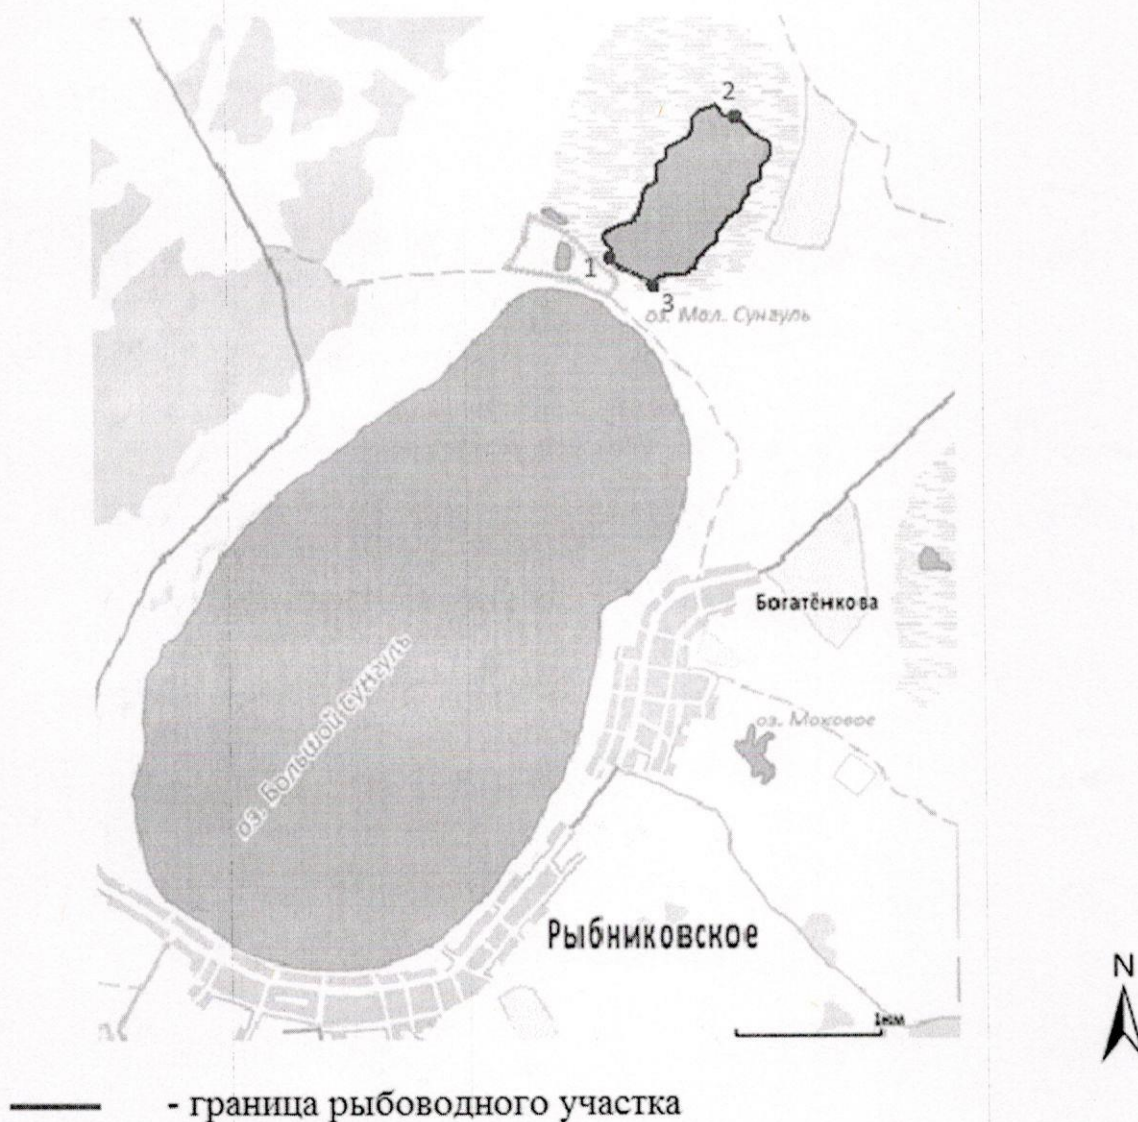 2
1
3
оз. Мал. Сунгуль
Богатёнкова
оз. Большой сунгуль
оз. Моховое
Рыбниковское
N
1км
- граница рыбоводного участка